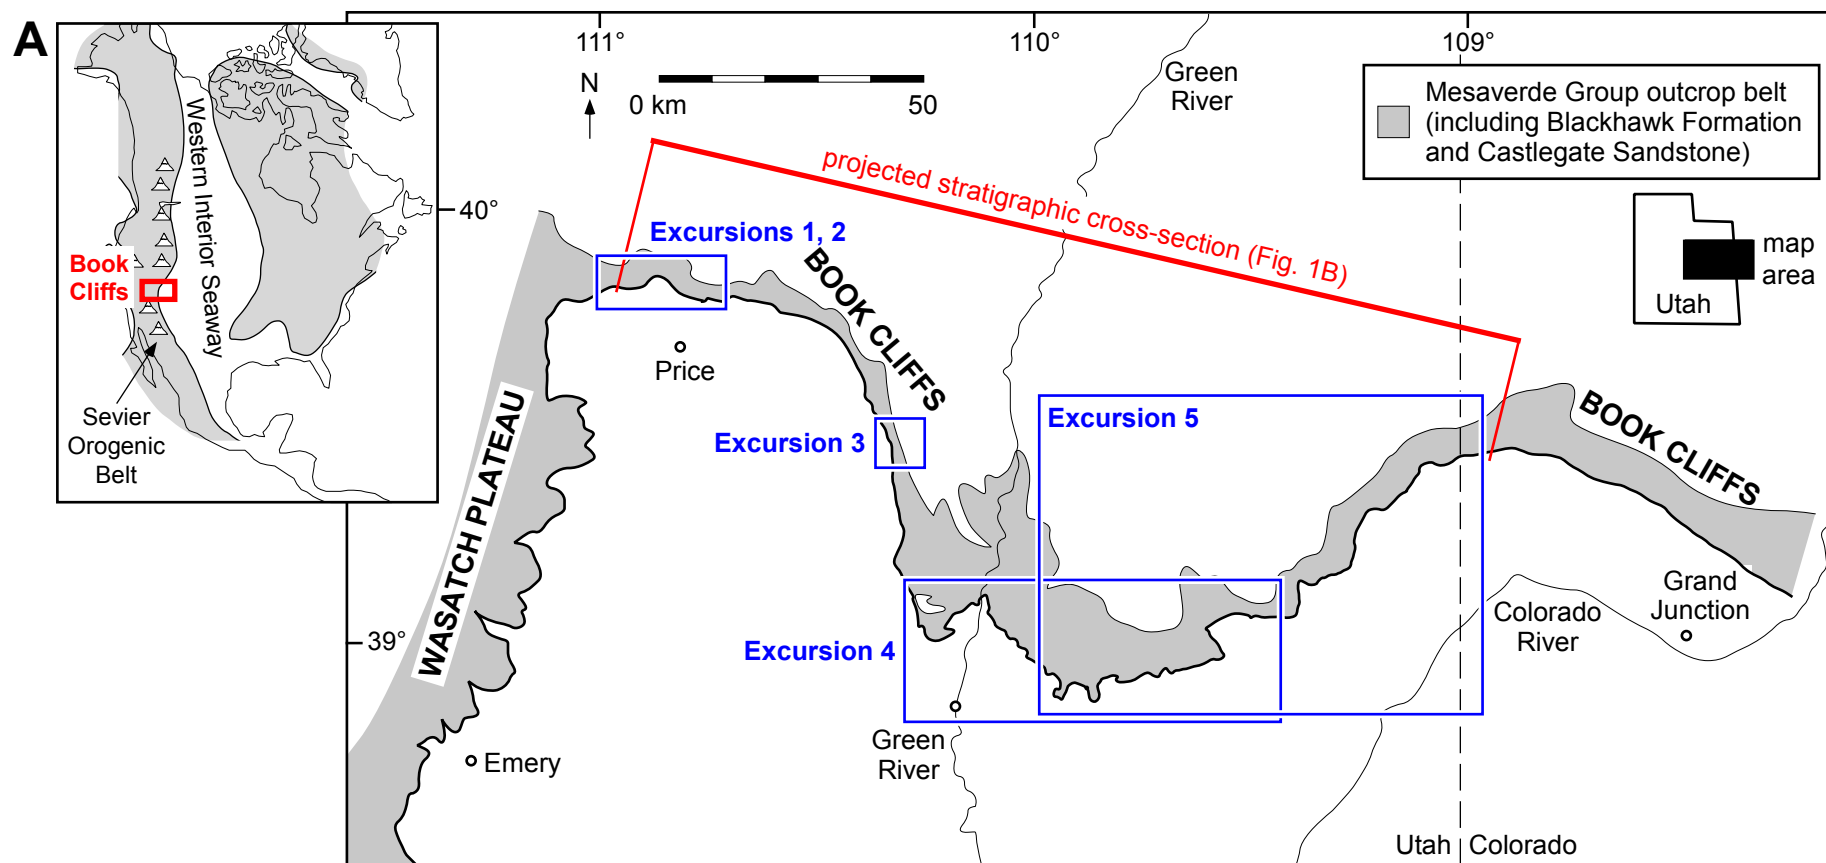 A
Western Interior Seaway
Book
Cliffs
Sevier
Orogenic
Belt
111°
110°
109°
N
0 km
50
Green
River
Mesaverde Group outcrop belt
(including Blackhawk Formation
and Castlegate Sandstone)
map
area
Utah
40°
projected stratigraphic cross-section (Fig. 1B)
Excursions 1, 2
BOOK CLIFFS
Price
WASATCH PLATEAU
Excursion 3
Excursion 5
BOOK CLIFFS
39°
Excursion 4
Colorado
River
Grand
Junction
Green
River
Emery
Utah
Colorado